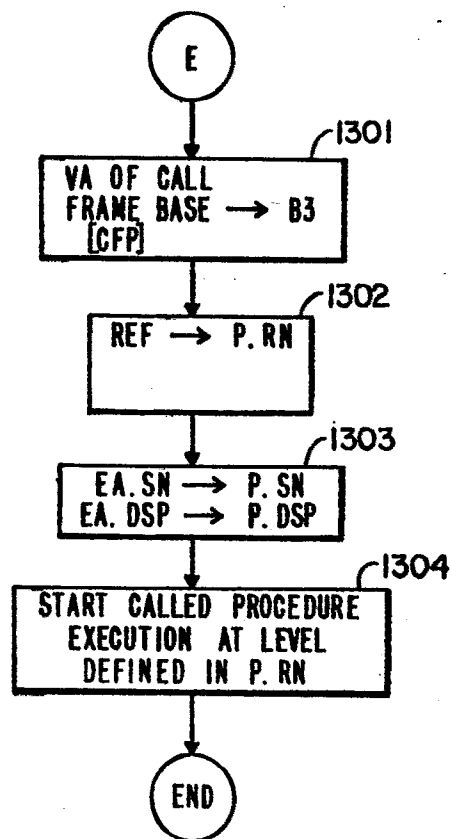 E
1301
VA OF CALL
FRAME BASE → B3
[CFP]
1302
REF → P.RN
1303
EA.SN → P.SN
EA.DSP → P.DSP
1304
START CALLED PROCEDURE
EXECUTION AT LEVEL
DEFINED IN P.RN
END